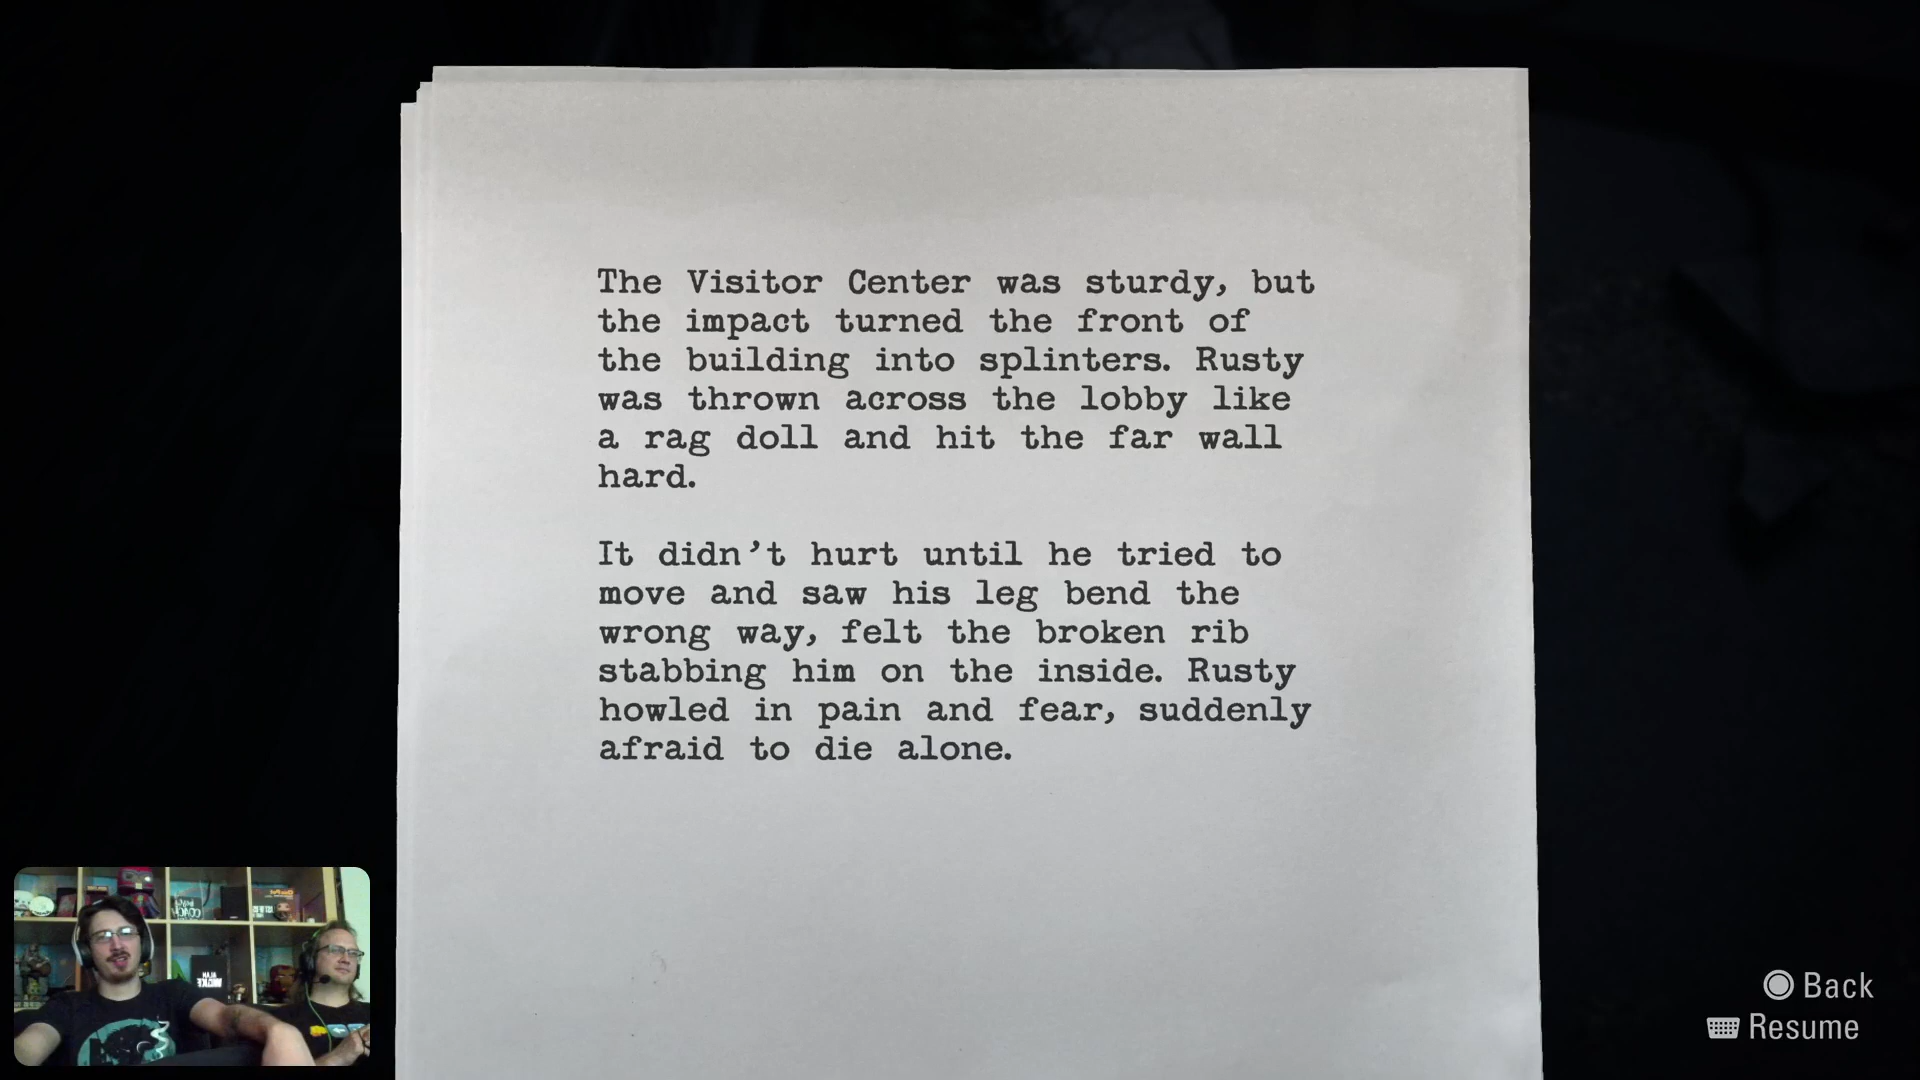 The Visitor Center was sturdy, but
the impact turned the front of
the building into splinters. Rusty
was thrown across the lobby like
a rag doll and hit the far wall
hard.
It didn't hurt until he tried to
move and saw his leg bend the
wrong way, felt the broken rib
stabbing him on the inside. Rusty
howled in pain and fear, suddenly
afraid to die alone.
ALAN
WAKE
Back
Resume